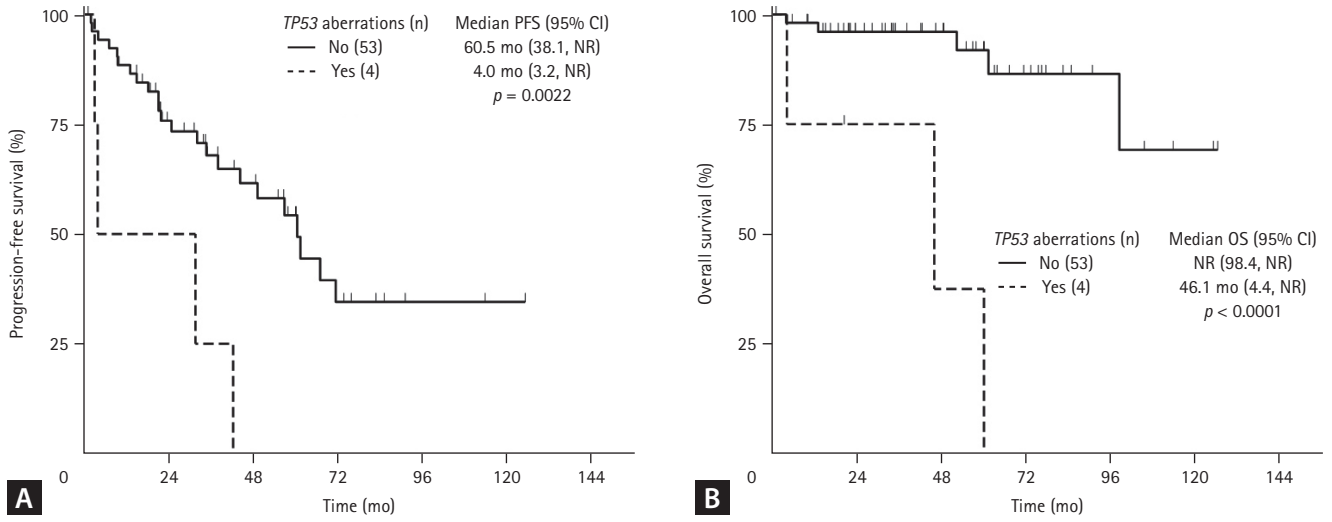 100
75
50
25
0
Progression-free survival (%)
TP53 aberrations (n)
Median PFS (95% CI)
No (53)
60.5 mo (38.1, NR)
Yes (4)
4.0 mo (3.2, NR)
p = 0.0022
24
48
72
96
120
144
Time (mo)
A
100
75
50
25
0
Overall survival (%)
TP53 aberrations (n)
Median OS (95% CI)
No (53)
NR (98.4, NR)
Yes (4)
46.1 mo (4.4, NR)
p < 0.0001
24
48
72
96
120
144
Time (mo)
B